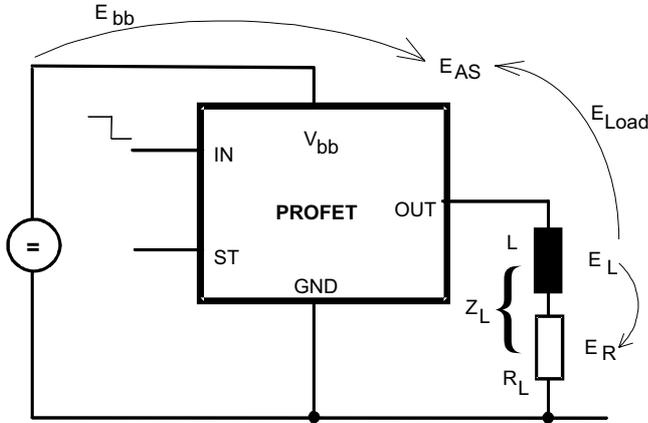 E bb
E AS
E Load
V bb
IN
PROFET
OUT
ST
GND
=
L
E L
Z L
E R
R L